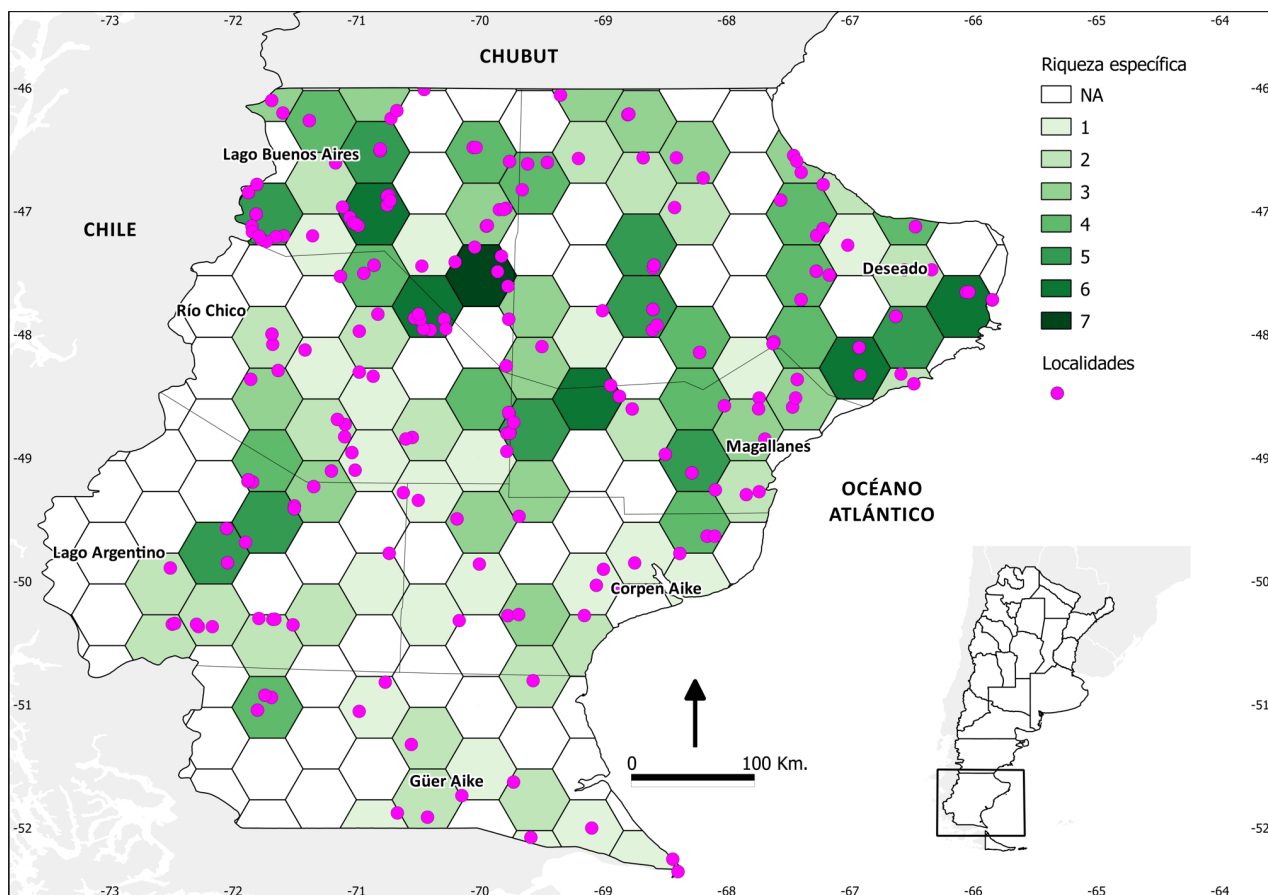 -73 -72 -71 -70 -69 -68 -67 -66 -65 -64
CHUBUT
Riqueza específica
-46 -46
NA
1
2
3
4
5
6
7
Lago Buenos Aires
-47 -47
CHILE
Deseado
Río Chico
-48 -48
Localidades
Magallanes
-49 -49
OCÉANO
ATLÁNTICO
Lago Argentino
-50 -50
Corpen Aike
-51 -51
0 100 Km.
Güer Aike
-52 -52
-73 -72 -71 -70 -69 -68 -67 -66 -65 -64